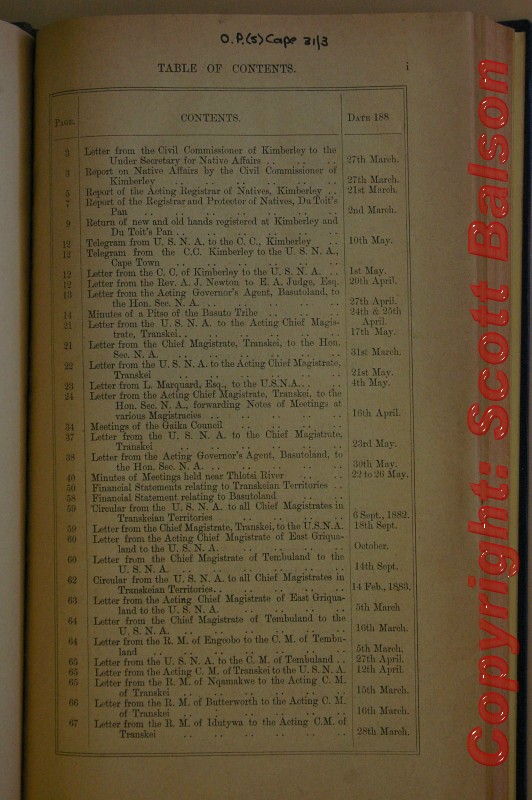 O.P.(s) Cape 31/3
TABLE OF CONTENTS. i
PAGE. CONTENTS. DATE 188
3 Letter from the Civil Commissioner of Kimberley to the
Under Secretary for Native Affairs .. .. .. 27th March.
3 Report on Native Affairs by the Civil Commissioner of
Kimberley .. .. .. .. .. .. 27th March.
5 Report of the Acting Registrar of Natives, Kimberley .. 21st March.
7 Report of the Registrar and Protector of Natives, Du Toit's
Pan .. .. .. .. .. .. .. 2nd March.
9 Return of new and old hands registered at Kimberley and
Du Toit's Pan .. .. .. .. .. ..
12 Telegram from U. S. N. A. to the C. C., Kimberley .. 10th May.
12 Telegram from the C.C. Kimberley to the U. S. N. A.,
Cape Town .. .. .. .. .. .. 1st May.
12 Letter from the C. C. of Kimberley to the U. S. N. A. .. 20th April.
12 Letter from the Rev. A. J. Newton to E. A. Judge, Esq.
13 Letter from the Acting Governor's Agent, Basutoland, to
the Hon. Sec. N. A. .. .. .. .. .. 27th April.
14 Minutes of a Pitso of the Basuto Tribe .. .. .. 24th & 25th April.
21 Letter from the U. S. N. A. to the Acting Chief Magis-
trate, Transkei.. .. .. .. .. .. 17th May.
21 Letter from the Chief Magistrate, Transkei, to the Hon.
Sec. N. A. .. .. .. .. .. .. 31st March.
22 Letter from the U. S. N. A. to the Acting Chief Magistrate,
Transkei .. .. .. .. .. .. 21st May.
23 Letter from L. Marquard, Esq., to the U.S.N.A.. .. 4th May.
24 Letter from the Acting Chief Magistrate, Transkei, to the
Hon. Sec. N. A., forwarding Notes of Meetings at
various Magistracies .. .. .. .. .. 16th April.
34 Meetings of the Gaika Council .. .. .. ..
37 Letter from the U. S. N. A. to the Chief Magistrate,
Transkei .. .. .. .. .. .. 23rd May.
38 Letter from the Acting Governor's Agent, Basutoland, to
the Hon. Sec. N. A. .. .. .. .. .. 30th May.
40 Minutes of Meetings held near Thlotsi River .. .. 22 to 26 May.
50 Financial Statements relating to Transkeian Territories ..
58 Financial Statement relating to Basutoland .. ..
59 Circular from the U. S. N. A. to all Chief Magistrates in
Transkeian Territories .. .. .. .. .. 6 Sept., 1882.
59 Letter from the Chief Magistrate, Transkei, to the U.S.N.A. 18th Sept.
60 Letter from the Acting Chief Magistrate of East Griqua-
land to the U. S. N. A. .. .. .. .. October.
60 Letter from the Chief Magistrate of Tembuland to the
U. S. N. A. .. .. .. .. .. .. 14th Sept.
62 Circular from the U. S. N. A. to all Chief Magistrates in
Transkeian Territories.. .. .. .. .. 14 Feb., 1883.
63 Letter from the Acting Chief Magistrate of East Griqua-
land to the U. S. N. A. .. .. .. .. 5th March
64 Letter from the Chief Magistrate of Tembuland to the
U. S. N. A. .. .. .. .. .. .. 10th March.
64 Letter from the R. M. of Engcobo to the C. M. of Tembu-
land .. .. .. .. .. .. .. 5th March.
65 Letter from the U. S. N. A. to the C. M. of Tembuland .. 27th April.
65 Letter from the Acting C. M. of Transkei to the U. S. N. A. 12th April.
65 Letter from the R. M. of Nqamakwe to the Acting C. M.
of Transkei .. .. .. .. .. .. 15th March.
66 Letter from the R. M. of Butterworth to the Acting C. M.
of Transkei .. .. .. .. .. .. 16th March.
67 Letter from the R. M. of Idutywa to the Acting C.M. of
Transkei .. .. .. .. .. .. 28th March.
Copyright: Scott Balson